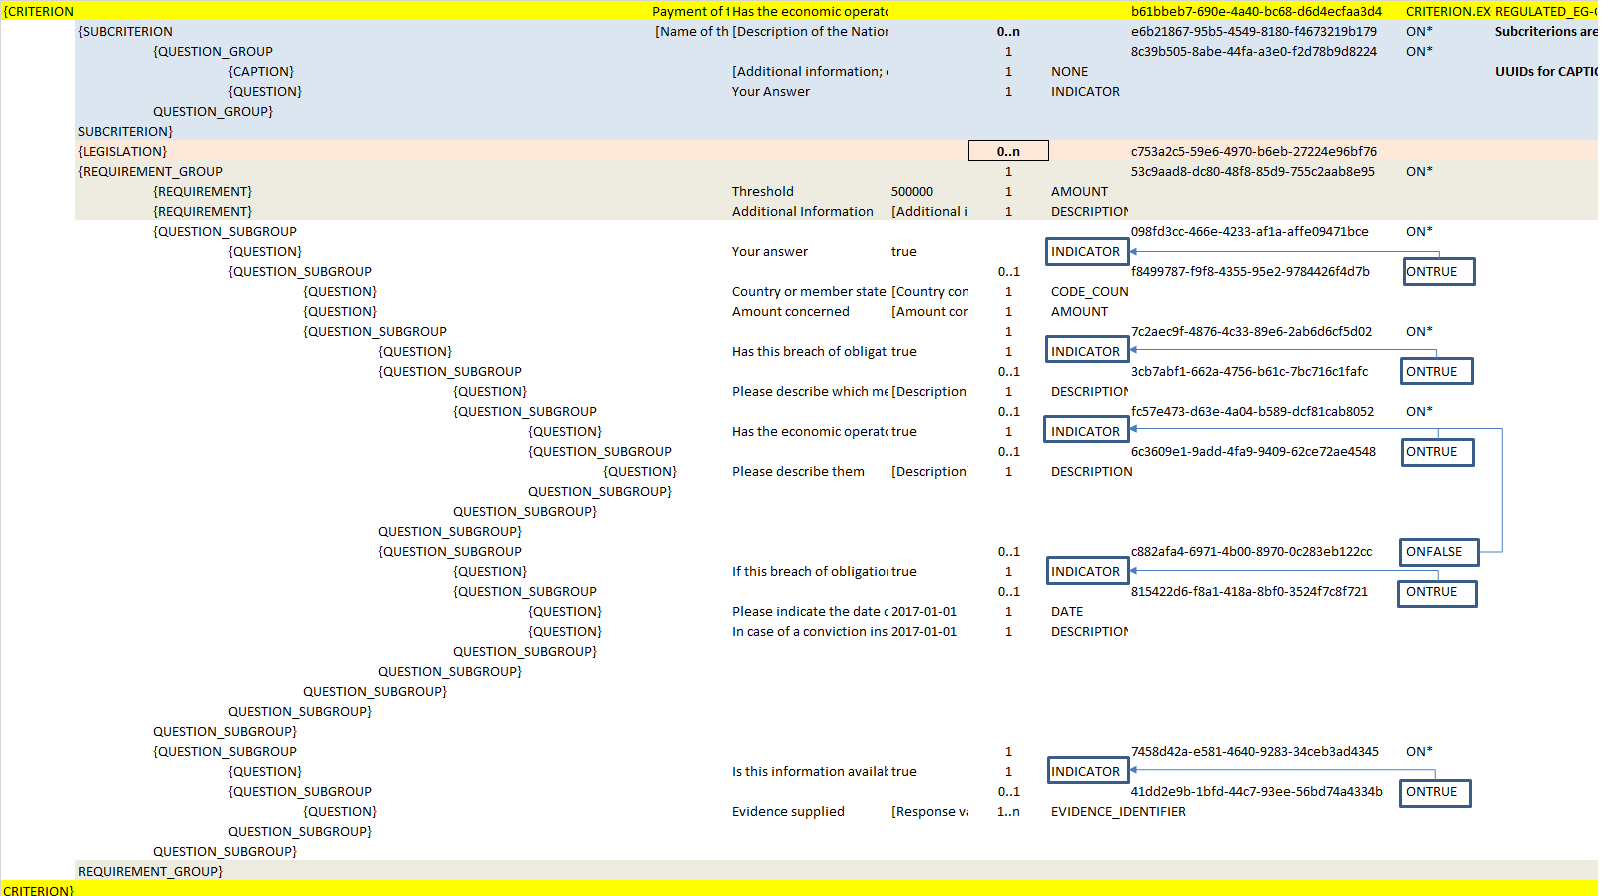 {CRITERION Payment of Has the economic operato b61bbeb7-690e-4a40-bc68-d6d4ecfaa3d4 CRITERION.EX REGULATED_EG-
{SUBCRITERION [Name of th [Description of the Nation 0..n e6b21867-95b5-4549-8180-f4673219b179 ON* Subcriterions are
{QUESTION_GROUP 1 8c39b505-8abe-44fa-a3e0-f2d78b9d8224 ON*
{CAPTION} [Additional information; 1 NONE UUIDs for CAPTIO
{QUESTION} Your Answer 1 INDICATOR
QUESTION_GROUP}
SUBCRITERION}
{LEGISLATION} 0..n c753a2c5-59e6-4970-b6eb-27224e96bf76
{REQUIREMENT_GROUP 1 53c9aad8-dc80-48f8-85d9-755c2aab8e95 ON*
{REQUIREMENT} Threshold 500000 1 AMOUNT
{REQUIREMENT} Additional Information [Additional i 1 DESCRIPTION
{QUESTION_SUBGROUP 098fd3cc-466e-4233-af1a-affe09471bce ON*
{QUESTION} Your answer true INDICATOR
{QUESTION_SUBGROUP 0..1 f8499787-f9f8-4355-95e2-9784426f4d7b ONTRUE
{QUESTION} Country or member state [Country con 1 CODE_COUN
{QUESTION} Amount concerned [Amount cor 1 AMOUNT
{QUESTION_SUBGROUP 1 7c2aec9f-4876-4c33-89e6-2ab6d6cf5d02 ON*
{QUESTION} Has this breach of obligat true 1 INDICATOR
{QUESTION_SUBGROUP 0..1 3cb7abf1-662a-4756-b61c-7bc716c1fafc ONTRUE
{QUESTION} Please describe which me [Description 1 DESCRIPTION
{QUESTION_SUBGROUP 0..1 fc57e473-d63e-4a04-b589-dcf81cab8052 ON*
{QUESTION} Has the economic operato true 1 INDICATOR
{QUESTION_SUBGROUP 0..1 6c3609e1-9add-4fa9-9409-62ce72ae4548 ONTRUE
{QUESTION} Please describe them [Description 1 DESCRIPTION
QUESTION_SUBGROUP}
QUESTION_SUBGROUP}
QUESTION_SUBGROUP}
{QUESTION_SUBGROUP 0..1 c882afa4-6971-4b00-8970-0c283eb122cc ONFALSE
{QUESTION} If this breach of obligatio true 1 INDICATOR
{QUESTION_SUBGROUP 0..1 815422d6-f8a1-418a-8bf0-3524f7c8f721 ONTRUE
{QUESTION} Please indicate the date 2017-01-01 1 DATE
{QUESTION} In case of a conviction ins 2017-01-01 1 DESCRIPTION
QUESTION_SUBGROUP}
QUESTION_SUBGROUP}
QUESTION_SUBGROUP}
QUESTION_SUBGROUP}
QUESTION_SUBGROUP}
{QUESTION_SUBGROUP 1 7458d42a-e581-4640-9283-34ceb3ad4345 ON*
{QUESTION} Is this information availab true 1 INDICATOR
{QUESTION_SUBGROUP 0..1 41dd2e9b-1bfd-44c7-93ee-56bd74a4334b ONTRUE
{QUESTION} Evidence supplied [Response va 1..n EVIDENCE_IDENTIFIER
QUESTION_SUBGROUP}
QUESTION_SUBGROUP}
REQUIREMENT_GROUP}
CRITERION}